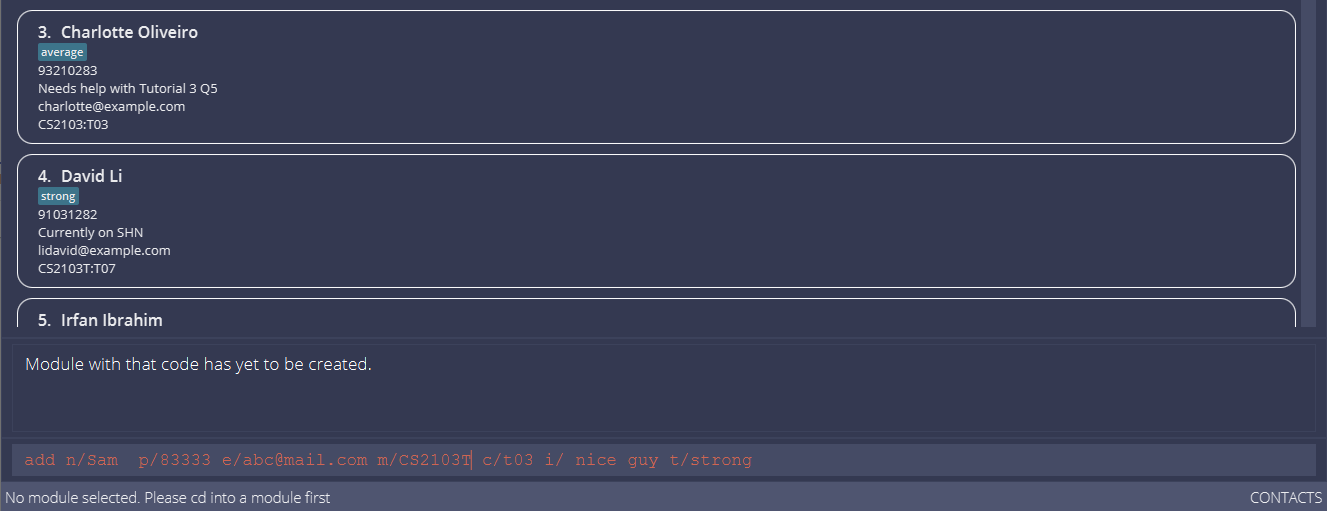 3. Charlotte Oliveiro
average
93210283
Needs help with Tutorial 3 Q5
charlotte@example.com
CS2103:T03
4. David Li
strong
91031282
Currently on SHN
lidavid@example.com
CS2103T:T07
5. Irfan Ibrahim
Module with that code has yet to be created.
add n/Sam  p/83333 e/abc@mail.com m/CS2103T c/t03 i/ nice guy t/strong
No module selected. Please cd into a module first
CONTACTS